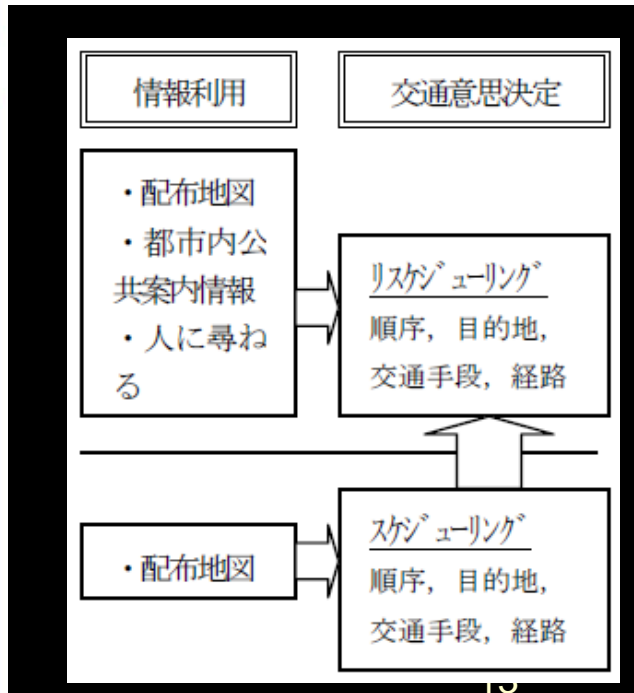 情報利用
交通意思決定
・配布地図
・都市内公
共案内情報
・人に尋ね
る
ﾘｽｹｼﾞｭｰﾘﾝｸﾞ
順序，目的地，
交通手段，経路
・配布地図
ｽｹｼﾞｭｰﾘﾝｸﾞ
順序，目的地，
交通手段，経路